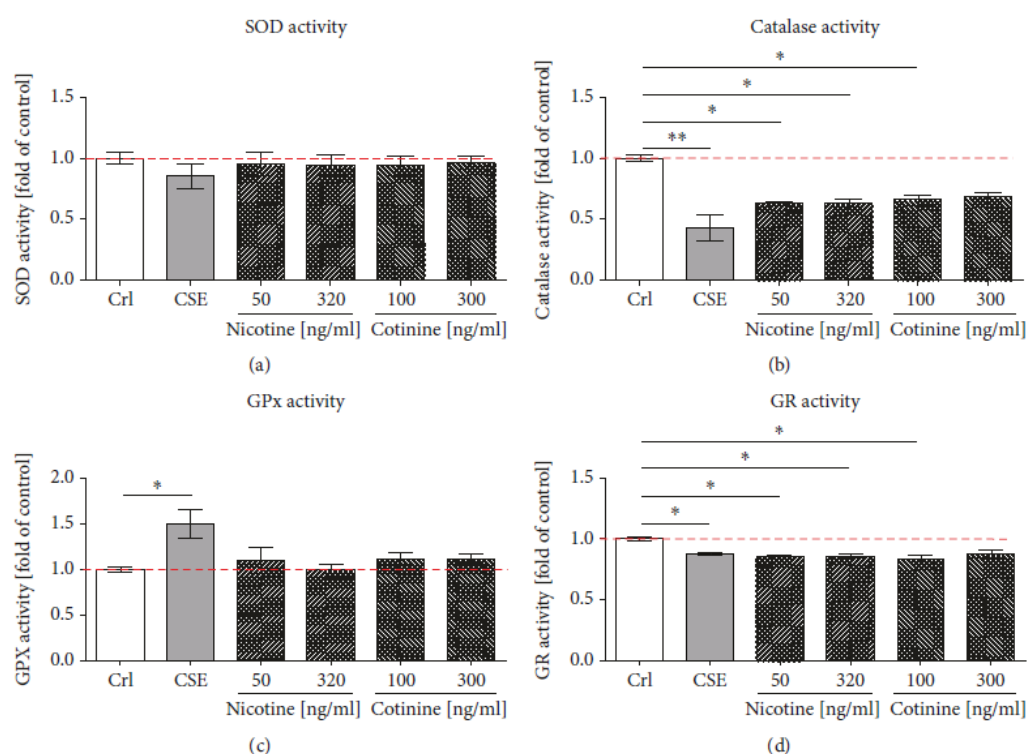 SOD activity
SOD activity [fold of control]
1.5
1.0
0.5
0.0
Crl CSE 50 320 100 300
Nicotine [ng/ml] Cotinine [ng/ml]
(a)
Catalase activity
Catalase activity [fold of control]
*
*
*
**
1.5
1.0
0.5
0.0
Crl CSE 50 320 100 300
Nicotine [ng/ml] Cotinine [ng/ml]
(b)
GPx activity
GPX activity [fold of control]
*
2.0
1.5
1.0
0.5
0.0
Crl CSE 50 320 100 300
Nicotine [ng/ml] Cotinine [ng/ml]
(c)
GR activity
GR activity [fold of control]
*
*
*
*
1.5
1.0
0.5
0.0
Crl CSE 50 320 100 300
Nicotine [ng/ml] Cotinine [ng/ml]
(d)